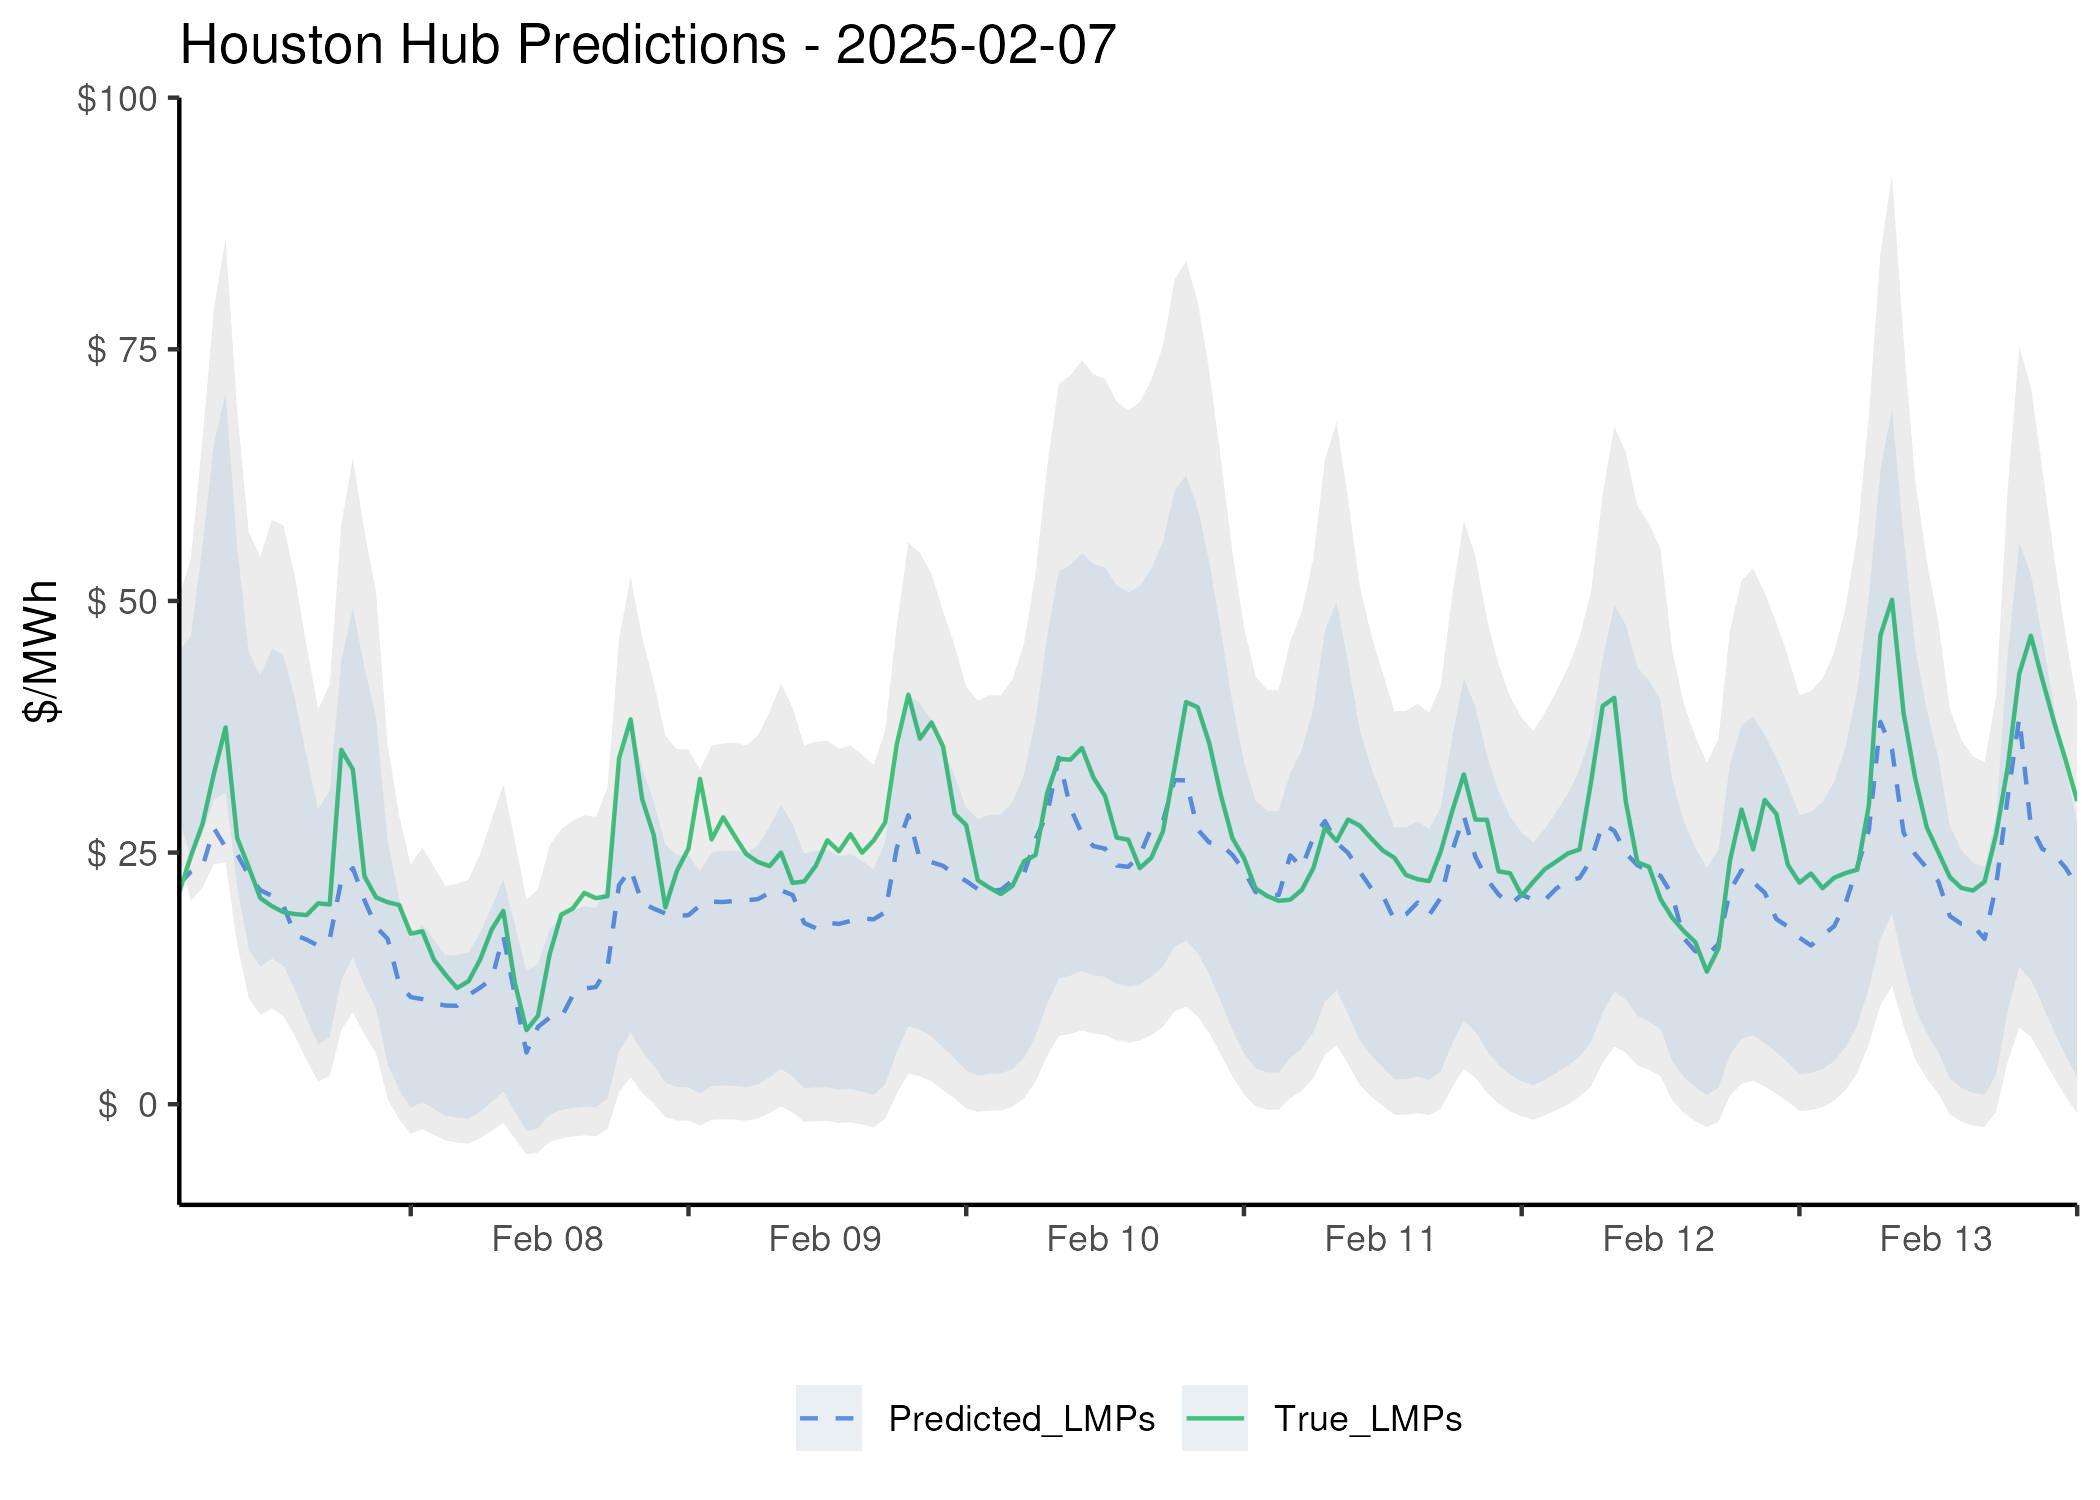 Houston Hub Predictions - 2025-02-07
$100
$ 75
$ 50
$ 25
$ 0
$/MWh
Feb 08 Feb 09 Feb 10 Feb 11 Feb 12 Feb 13
Predicted_LMPs True_LMPs